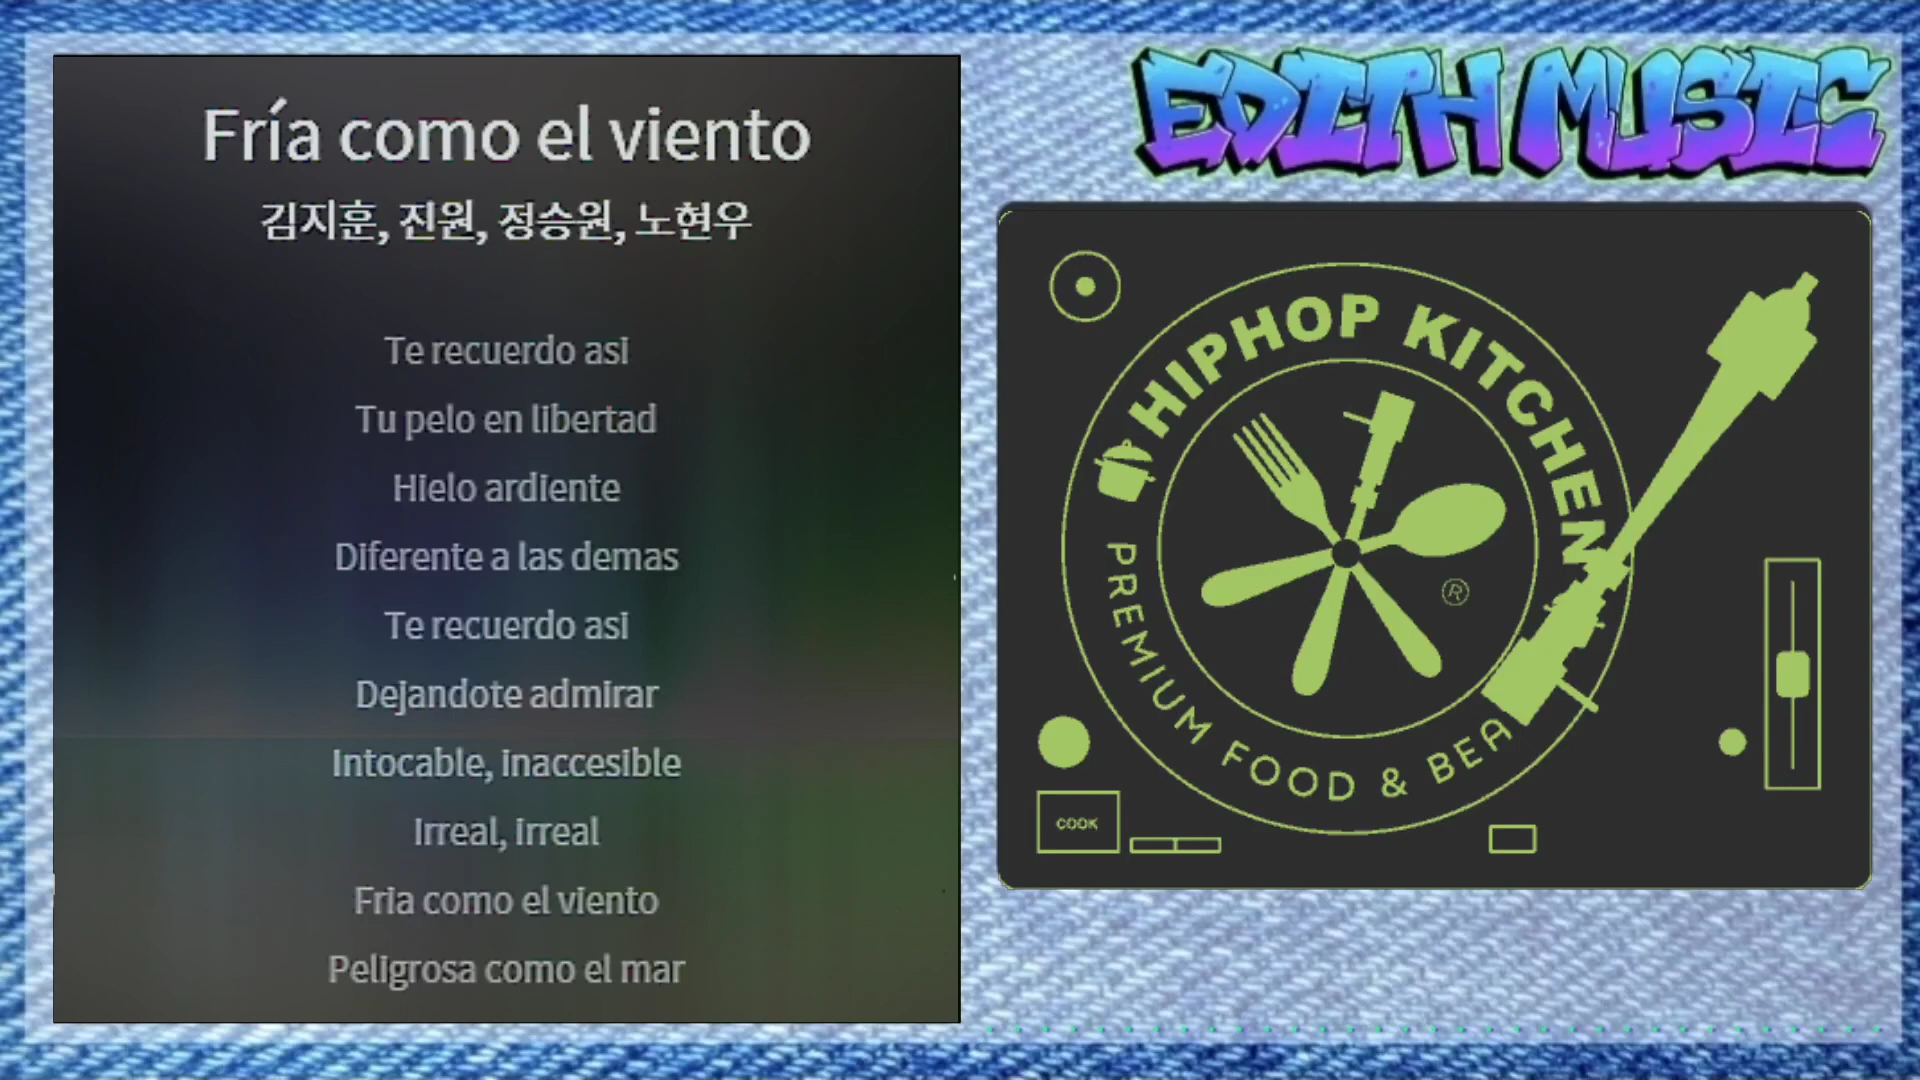 Fría como el viento
김지훈, 진원, 정승원, 노현우
Te recuerdo asi
Tu pelo en libertad
Hielo ardiente
Diferente a las demas
Te recuerdo asi
Dejandote admirar
Intocable, inaccesible
Irreal, irreal
Fria como el viento
Peligrosa como el mar
EDITH MUSIC
HIPHOP KITCHEN
PREMIUM FOOD & BEA
®
COOK